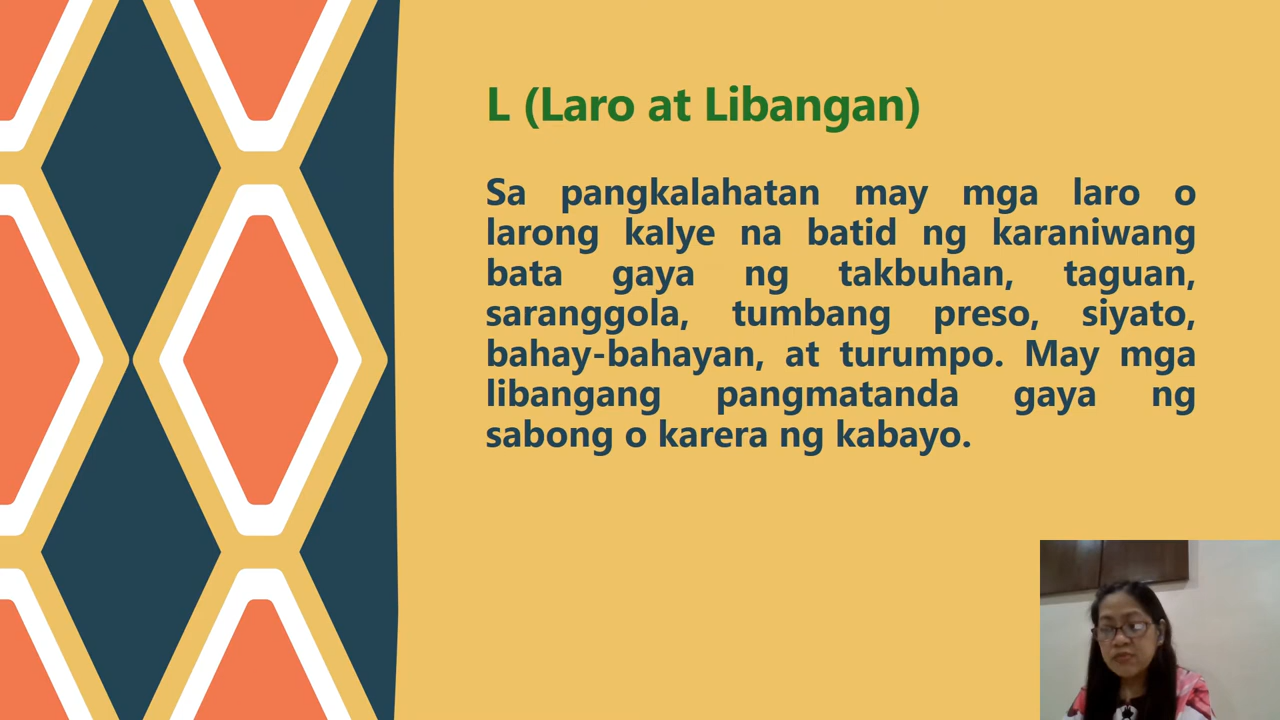 L (Laro at Libangan)
Sa pangkalahatan may mga laro o
larong kalye na batid ng karaniwang
bata gaya ng takbuhan, taguan,
saranggola, tumbang preso, siyato,
bahay-bahayan, at turumpo. May mga
libangang pangmatanda gaya ng
sabong o karera ng kabayo.